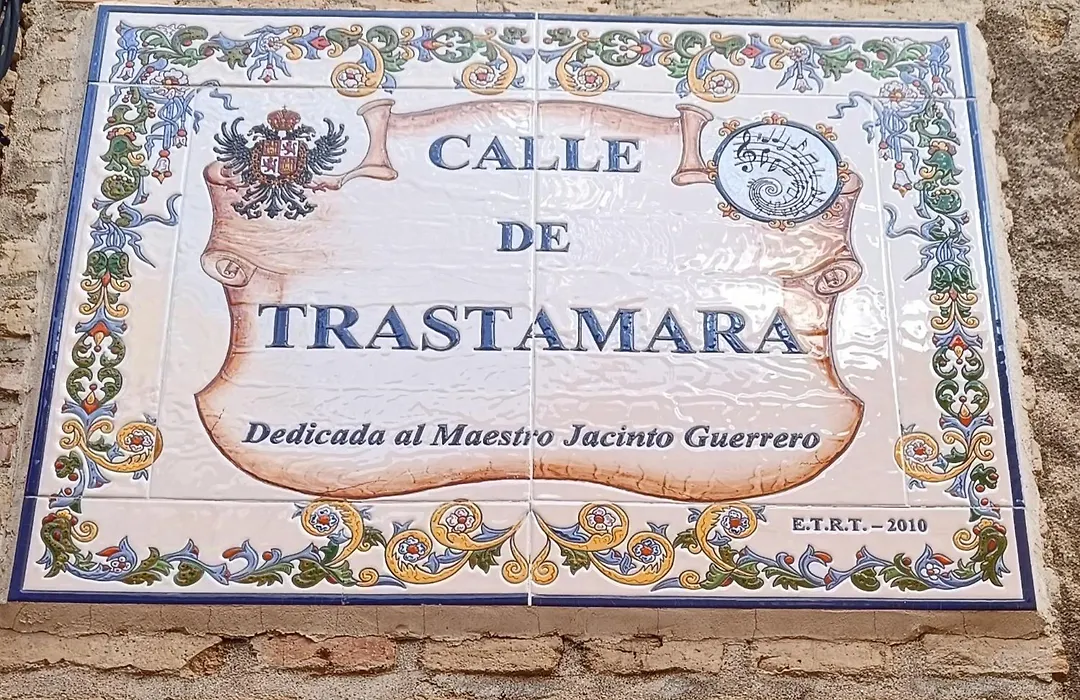 CALLE
DE
TRASTAMARA
Dedicada al Maestro Jacinto Guerrero
E.T.R.T. – 2010